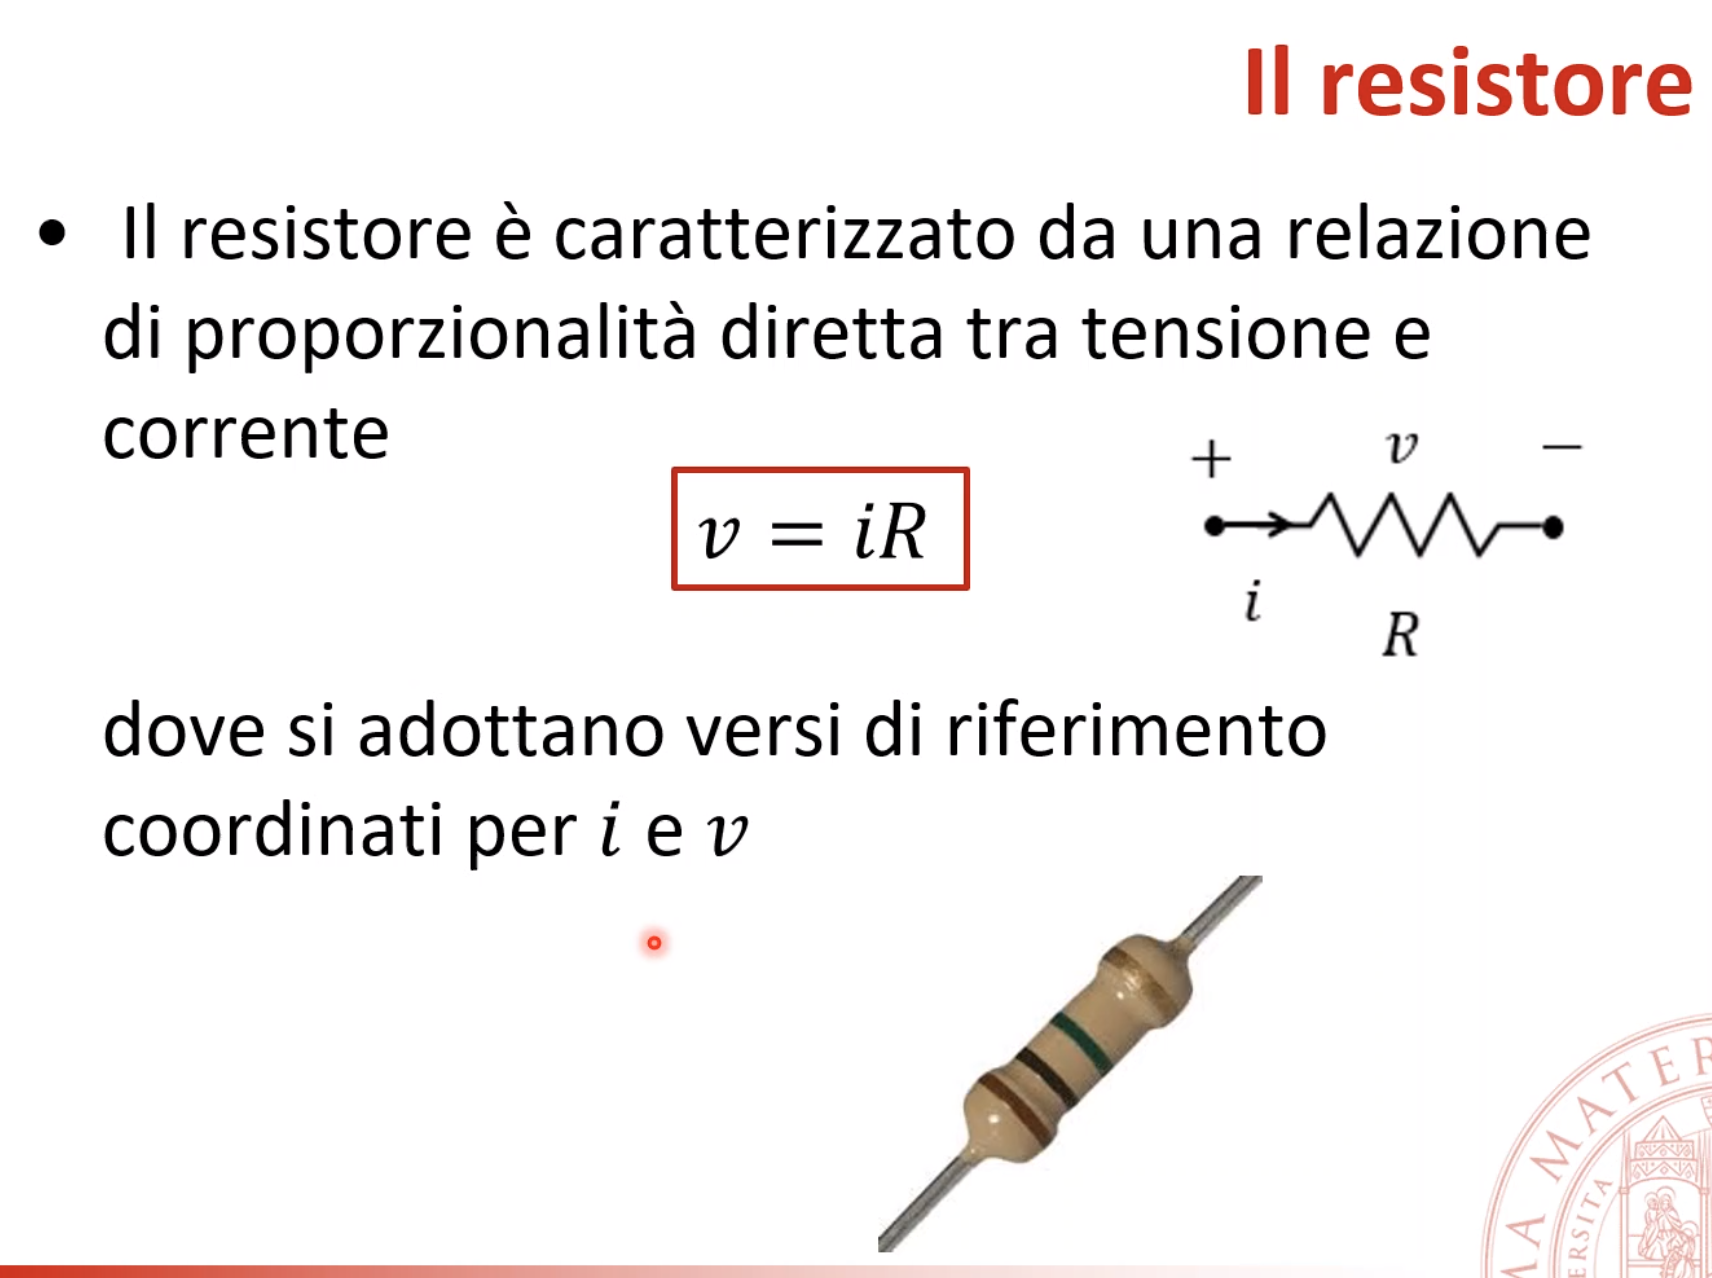 Il resistore
• Il resistore è caratterizzato da una relazione
di proporzionalità diretta tra tensione e
corrente
v = iR
+ v −
i
R
dove si adottano versi di riferimento
coordinati per i e v
MA MATER
ERSITA